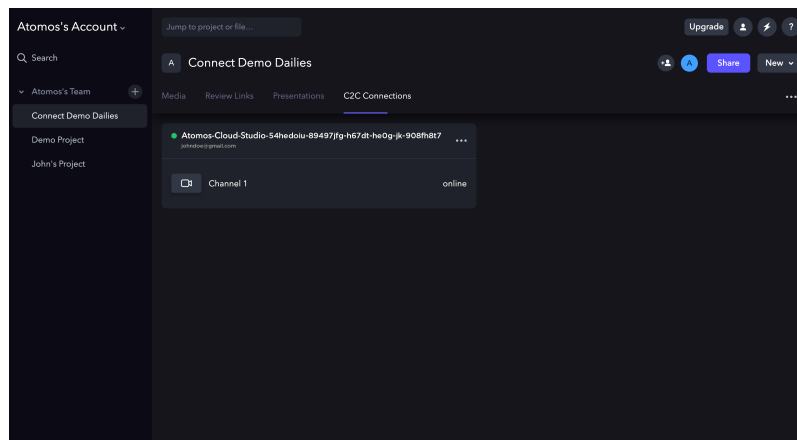 Atomos's Account
Jump to project or file...
Upgrade
?
Search
A
Connect Demo Dailies
A
Share
New
Atomos's Team
+
Media
Review Links
Presentations
C2C Connections
Connect Demo Dailies
Demo Project
John's Project
Atomos-Cloud-Studio-54hedoiu-89497jfg-h67dt-he0g-jk-908fh8t7
johndoe@gmail.com
Channel 1
online